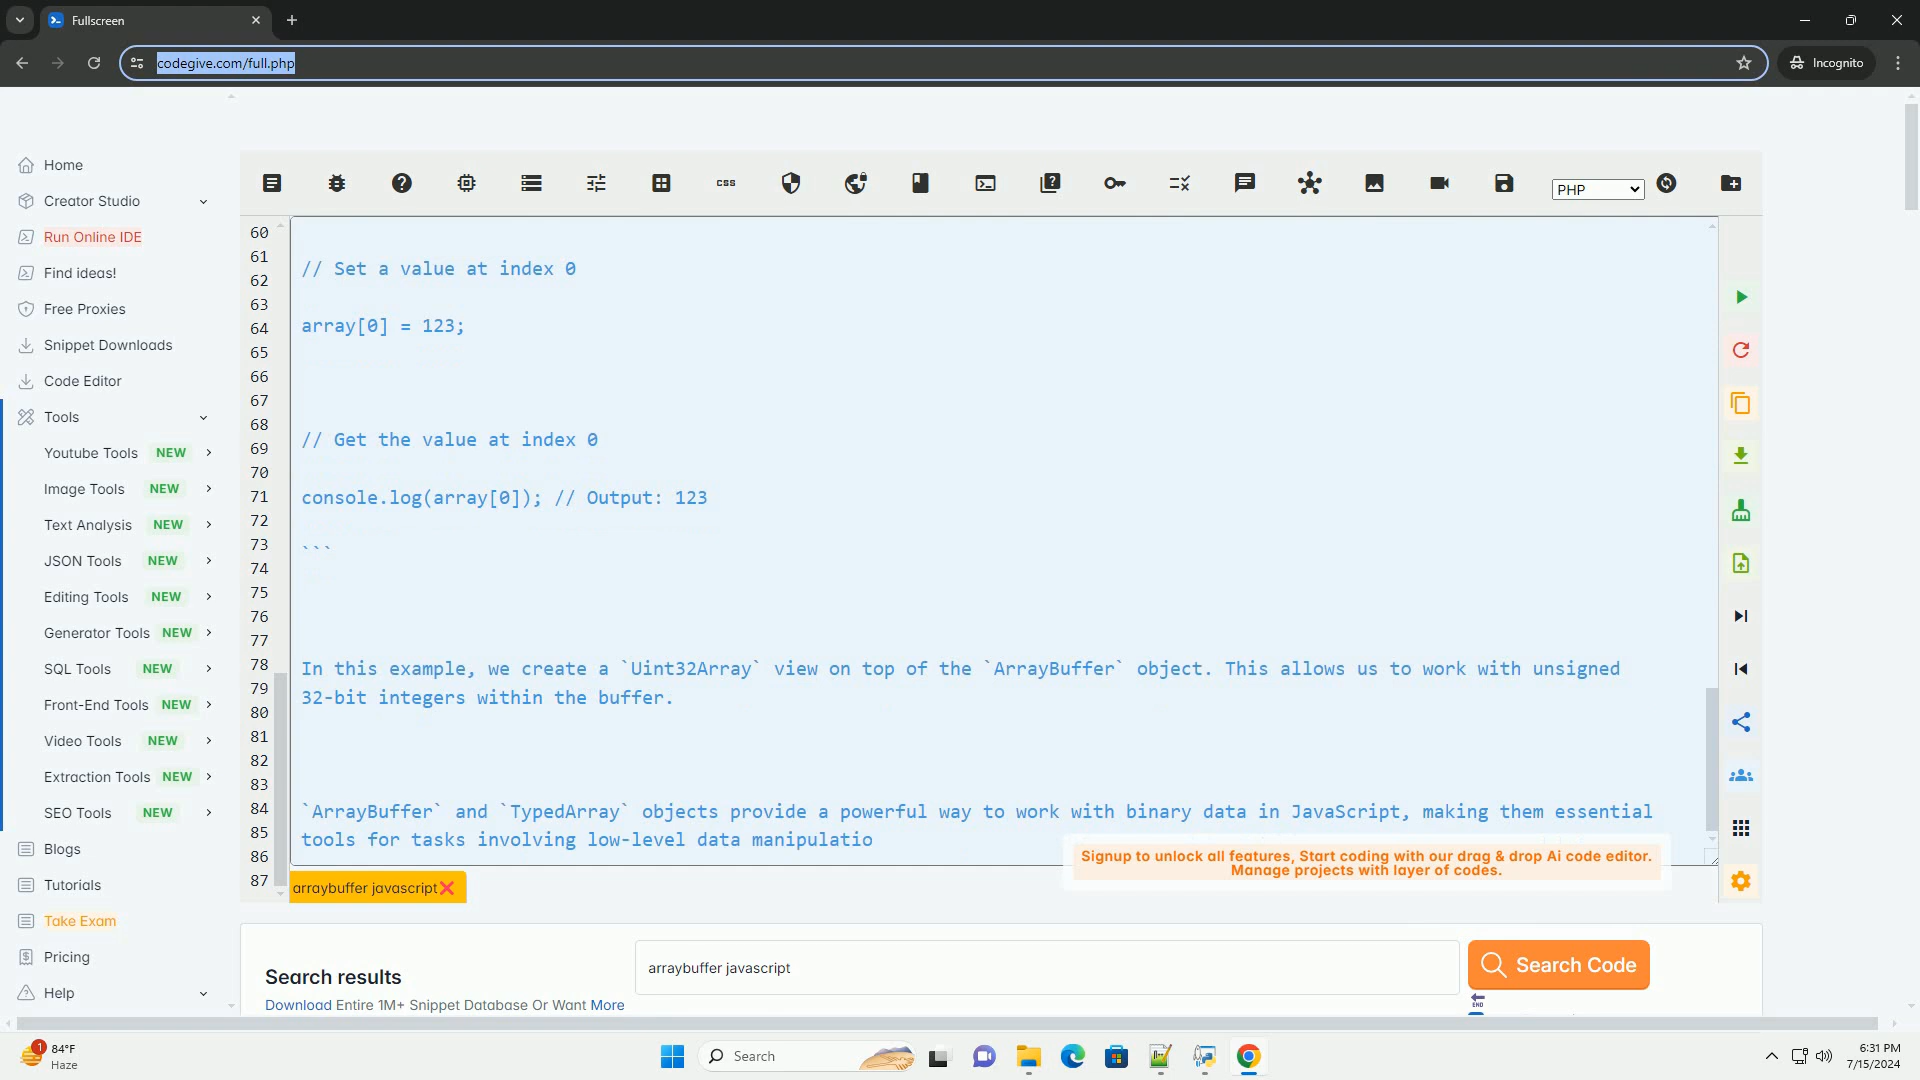 Fullscreen
codegive.com/full.php
Incognito
Home
Creator Studio
Run Online IDE
Find ideas!
Free Proxies
Snippet Downloads
Code Editor
Tools
Youtube Tools NEW
Image Tools NEW
Text Analysis NEW
JSON Tools NEW
Editing Tools NEW
Generator Tools NEW
SQL Tools NEW
Front-End Tools NEW
Video Tools NEW
Extraction Tools NEW
SEO Tools NEW
Blogs
Tutorials
Take Exam
Pricing
Help
css
PHP
60
61
62
63
64
65
66
67
68
69
70
71
72
73
74
75
76
77
78
79
80
81
82
83
84
85
86
87
// Set a value at index 0
array[0] = 123;
// Get the value at index 0
console.log(array[0]); // Output: 123
```
In this example, we create a `Uint32Array` view on top of the `ArrayBuffer` object. This allows us to work with unsigned
32-bit integers within the buffer.
`ArrayBuffer` and `TypedArray` objects provide a powerful way to work with binary data in JavaScript, making them essential
tools for tasks involving low-level data manipulatio
Signup to unlock all features, Start coding with our drag & drop Ai code editor.
Manage projects with layer of codes.
arraybuffer javascript
Search results
Download Entire 1M+ Snippet Database Or Want More
arraybuffer javascript
Search Code
END
1
84°F
Haze
Search
6:31 PM
7/15/2024